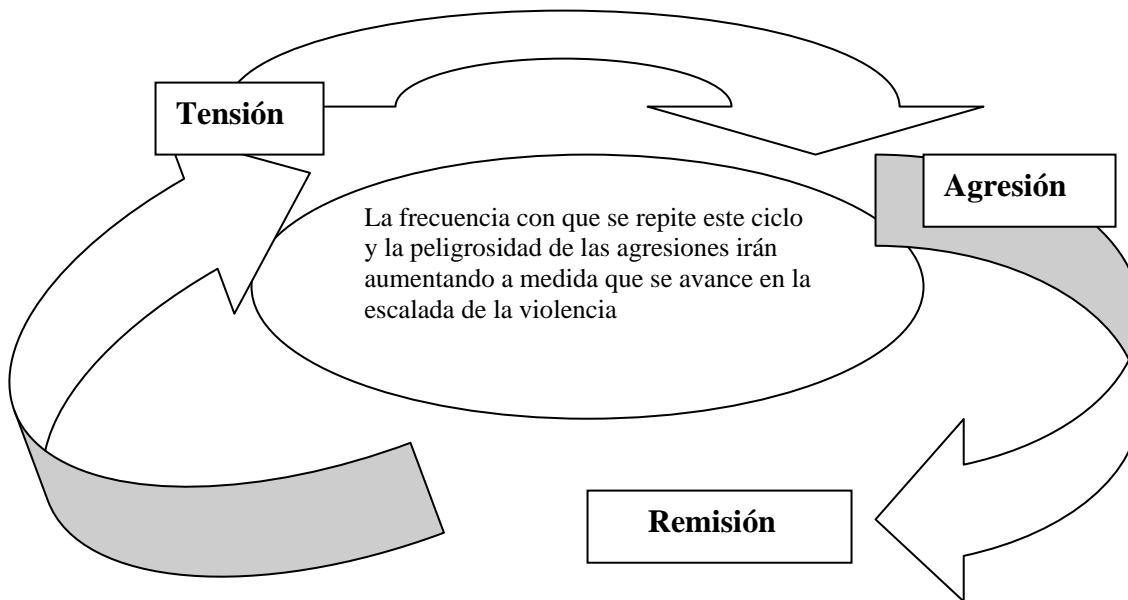 Tensión
Agresión
La frecuencia con que se repite este ciclo
y la peligrosidad de las agresiones irán
aumentando a medida que se avance en la
escalada de la violencia
Remisión